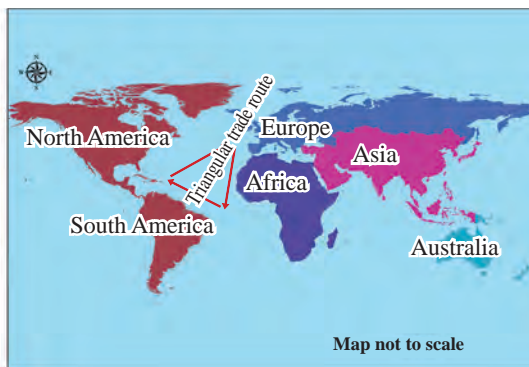 Triangular trade route
North America
Europe
Asia
Africa
South America
Australia
Map not to scale